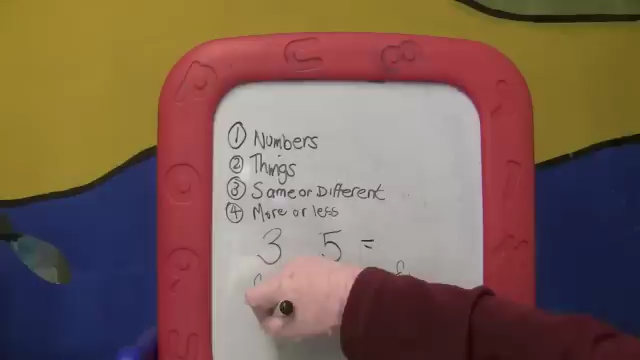 ① Numbers
② Things
③ Same or Different
④ More or less
3 5 =